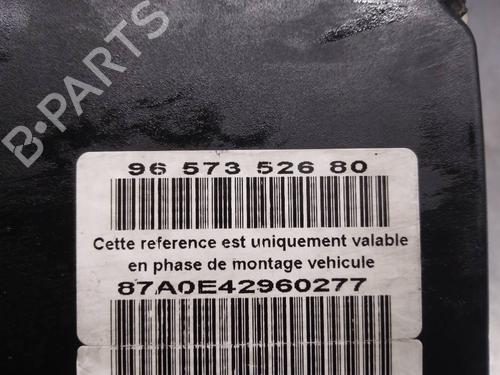 B-PARTS
96 573 526 80
Cette reference est uniquement valable
en phase de montage vehicule
87A0E42960277